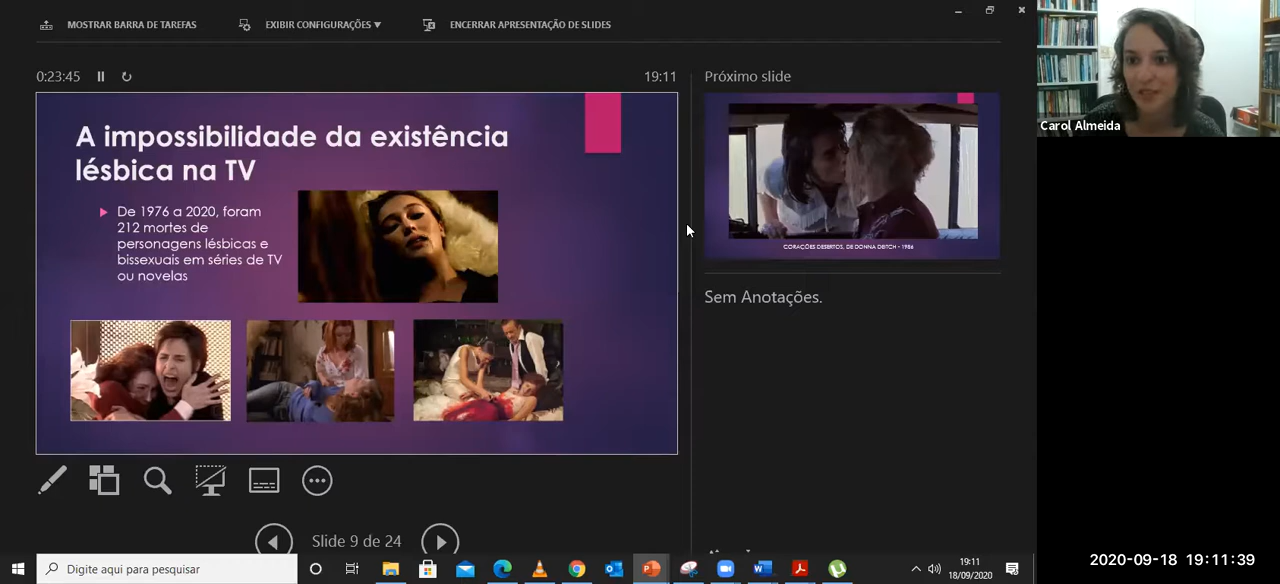 MOSTRAR BARRA DE TAREFAS
EXIBIR CONFIGURAÇÕES
ENCERRAR APRESENTAÇÃO DE SLIDES
0:23:45
19:11
Próximo slide
A impossibilidade da existência
lésbica na TV
De 1976 a 2020, foram
212 mortes de
personagens lésbicas e
bissexuais em séries de TV
ou novelas
CORAÇÕES DESERTOS, DE DONNA DEITCH - 1986
Sem Anotações.
Slide 9 de 24
Carol Almeida
Digite aqui para pesquisar
19:11
18/09/2020
2020-09-18 19:11:39